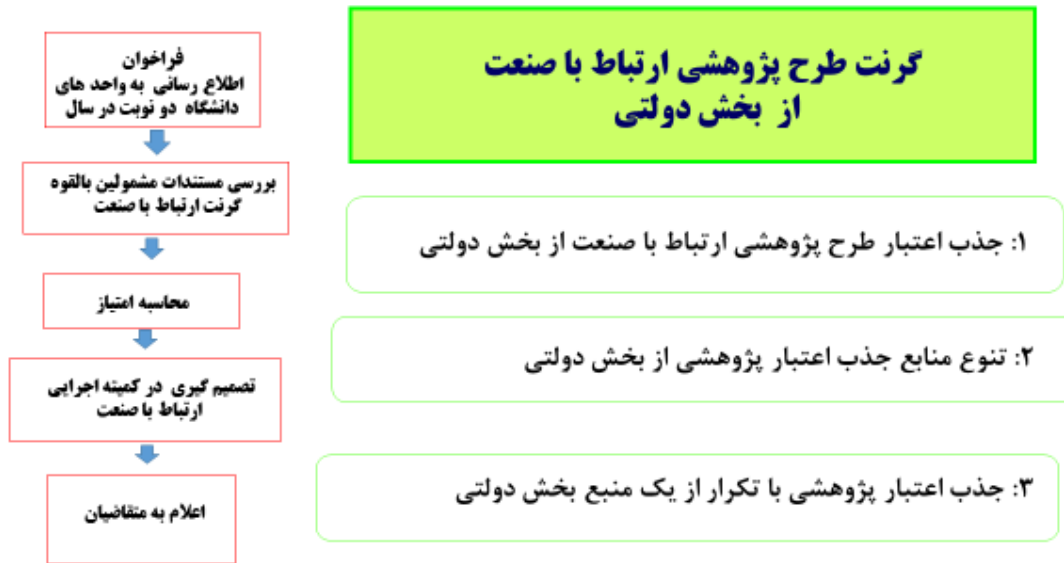 گرنت طرح پژوهشی ارتباط با صنعت
از بخش دولتی
۱: جذب اعتبار طرح پژوهشی ارتباط با صنعت از بخش دولتی
۲: تنوع منابع جذب اعتبار پژوهشی از بخش دولتی
۳: جذب اعتبار پژوهشی با تکرار از یک منبع بخش دولتی
فراخوان
اطلاع رسانی به واحد های
دانشگاه دو نوبت در سال
بررسی مستندات مشمولین بالقوه
گرنت ارتباط با صنعت
محاسبه امتیاز
تصمیم گیری در کمیته اجرایی
ارتباط با صنعت
اعلام به متقاضیان